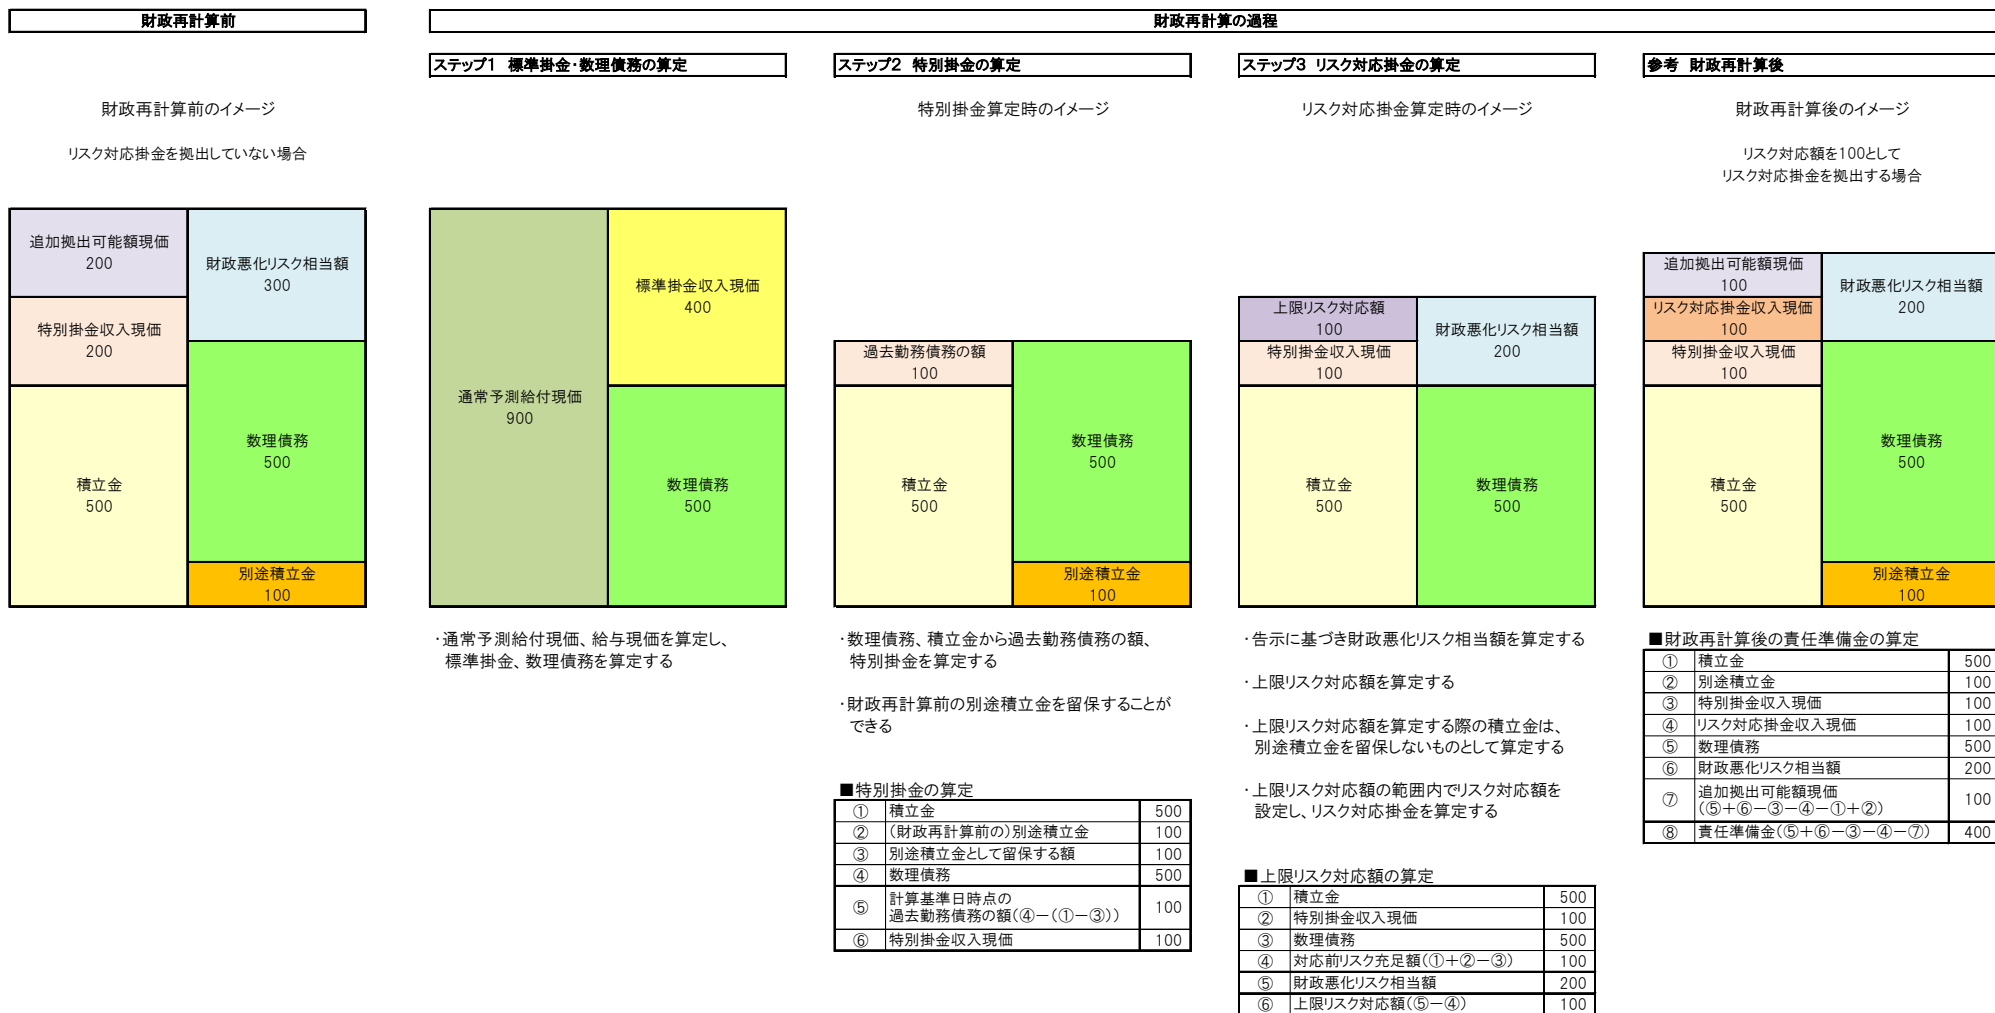 財政再計算前
財政再計算の過程
ステップ1 標準掛金・数理債務の算定
ステップ2 特別掛金の算定
ステップ3 リスク対応掛金の算定
参考 財政再計算後
財政再計算前のイメージ
リスク対応掛金を拠出していない場合
特別掛金算定時のイメージ
リスク対応掛金算定時のイメージ
財政再計算後のイメージ
リスク対応額を100として
リスク対応掛金を拠出する場合
追加拠出可能額現価
200
財政悪化リスク相当額
300
特別掛金収入現価
200
数理債務
500
積立金
500
別途積立金
100
通常予測給付現価
900
標準掛金収入現価
400
数理債務
500
・通常予測給付現価、給与現価を算定し、
標準掛金、数理債務を算定する
過去勤務債務の額
100
数理債務
500
積立金
500
別途積立金
100
・数理債務、積立金から過去勤務債務の額、
特別掛金を算定する
・財政再計算前の別途積立金を留保することが
できる
■特別掛金の算定
① 積立金 500
② (財政再計算前の)別途積立金 100
③ 別途積立金として留保する額 100
④ 数理債務 500
⑤ 計算基準日時点の
過去勤務債務の額(④-(①-③)) 100
⑥ 特別掛金収入現価 100
上限リスク対応額
100
財政悪化リスク相当額
200
特別掛金収入現価
100
積立金
500
数理債務
500
・告示に基づき財政悪化リスク相当額を算定する
・上限リスク対応額を算定する
・上限リスク対応額を算定する際の積立金は、
別途積立金を留保しないものとして算定する
・上限リスク対応額の範囲内でリスク対応額を
設定し、リスク対応掛金を算定する
■上限リスク対応額の算定
① 積立金 500
② 特別掛金収入現価 100
③ 数理債務 500
④ 対応前リスク充足額(①+②-③) 100
⑤ 財政悪化リスク相当額 200
⑥ 上限リスク対応額(⑤-④) 100
追加拠出可能額現価
100
財政悪化リスク相当額
200
リスク対応掛金収入現価
100
特別掛金収入現価
100
数理債務
500
積立金
500
別途積立金
100
■財政再計算後の責任準備金の算定
① 積立金 500
② 別途積立金 100
③ 特別掛金収入現価 100
④ リスク対応掛金収入現価 100
⑤ 数理債務 500
⑥ 財政悪化リスク相当額 200
⑦ 追加拠出可能額現価
(⑤+⑥-③-④-①+②) 100
⑧ 責任準備金(⑤+⑥-③-④-⑦) 400